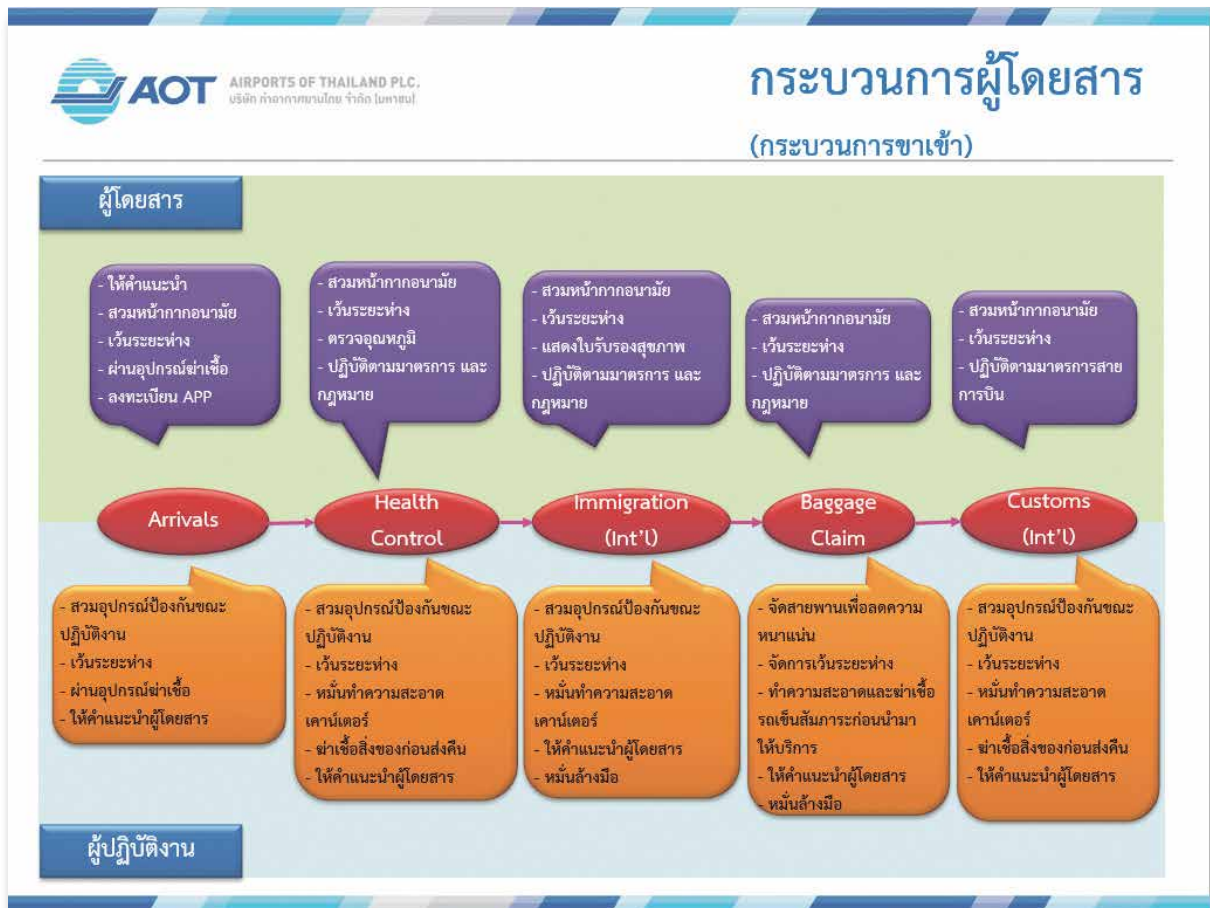 AOT
AIRPORTS OF THAILAND PLC.
บริษัท ท่าอากาศยานไทย จำกัด (มหาชน)
กระบวนการผู้โดยสาร
(กระบวนการขาเข้า)
ผู้โดยสาร
- ให้คำแนะนำ
- สวมหน้ากากอนามัย
- เว้นระยะห่าง
- ผ่านอุปกรณ์ฆ่าเชื้อ
- ลงทะเบียน APP
- สวมหน้ากากอนามัย
- เว้นระยะห่าง
- ตรวจอุณหภูมิ
- ปฏิบัติตามมาตรการ และ
กฎหมาย
- สวมหน้ากากอนามัย
- เว้นระยะห่าง
- แสดงใบรับรองสุขภาพ
- ปฏิบัติตามมาตรการ และ
กฎหมาย
- สวมหน้ากากอนามัย
- เว้นระยะห่าง
- ปฏิบัติตามมาตรการ และ
กฎหมาย
- สวมหน้ากากอนามัย
- เว้นระยะห่าง
- ปฏิบัติตามมาตรการสาย
การบิน
Arrivals
Health
Control
Immigration
(Int'l)
Baggage
Claim
Customs
(Int'l)
- สวมอุปกรณ์ป้องกันขณะ
ปฏิบัติงาน
- เว้นระยะห่าง
- ผ่านอุปกรณ์ฆ่าเชื้อ
- ให้คำแนะนำผู้โดยสาร
- สวมอุปกรณ์ป้องกันขณะ
ปฏิบัติงาน
- เว้นระยะห่าง
- หมั่นทำความสะอาด
เคาน์เตอร์
- ฆ่าเชื้อสิ่งของก่อนส่งคืน
- ให้คำแนะนำผู้โดยสาร
- สวมอุปกรณ์ป้องกันขณะ
ปฏิบัติงาน
- เว้นระยะห่าง
- หมั่นทำความสะอาด
เคาน์เตอร์
- ให้คำแนะนำผู้โดยสาร
- หมั่นล้างมือ
- จัดสายพานเพื่อลดความ
หนาแน่น
- จัดการเว้นระยะห่าง
- ทำความสะอาดและฆ่าเชื้อ
รถเข็นสัมภาระก่อนนำมา
ให้บริการ
- ให้คำแนะนำผู้โดยสาร
- หมั่นล้างมือ
- สวมอุปกรณ์ป้องกันขณะ
ปฏิบัติงาน
- เว้นระยะห่าง
- หมั่นทำความสะอาด
เคาน์เตอร์
- ฆ่าเชื้อสิ่งของก่อนส่งคืน
- ให้คำแนะนำผู้โดยสาร
ผู้ปฏิบัติงาน